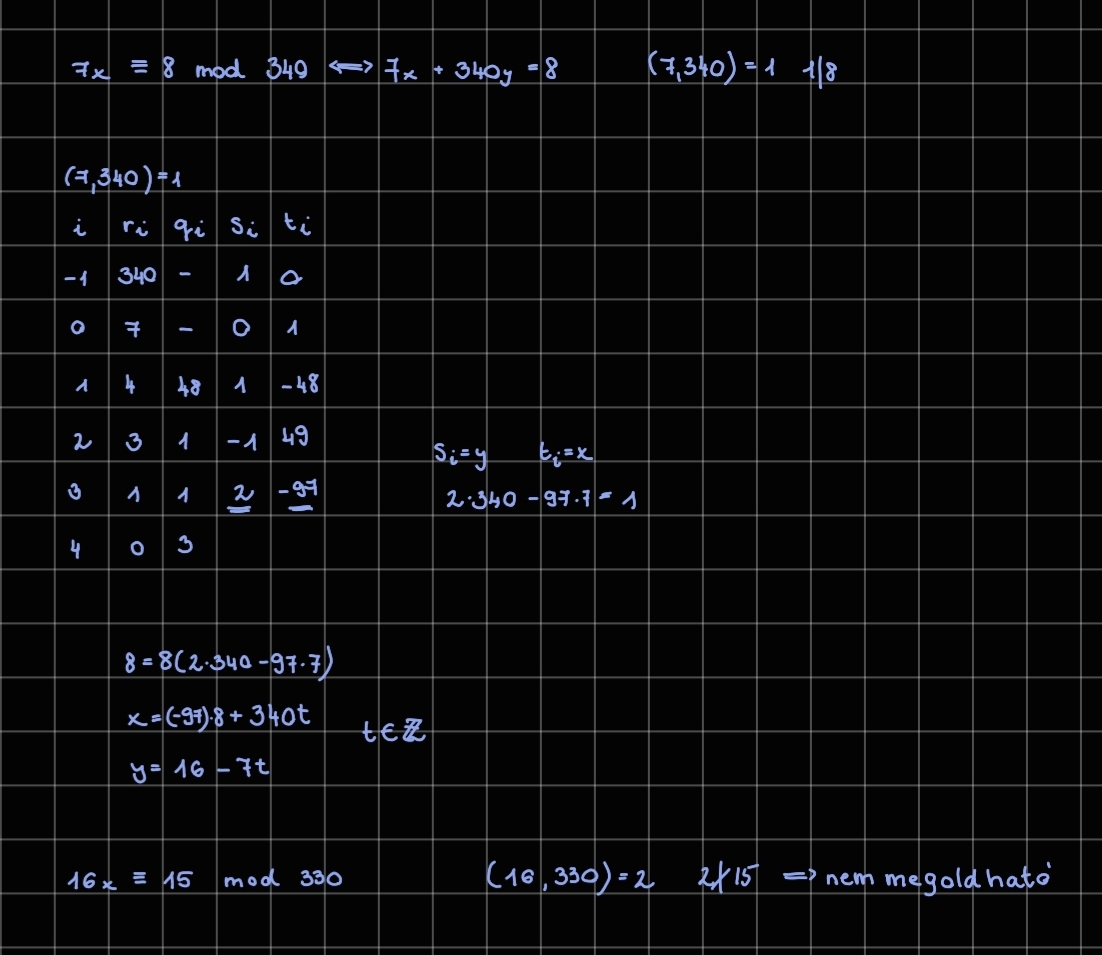 7x ≡ 8 mod 340 ⟺ 7x + 340y = 8 (7,340) = 1 1|8
(7,340) = 1
i ri qi si ti
-1 340 - 1 0
0 7 - 0 1
1 4 48 1 -48
2 3 1 -1 49
si = y ti = x
3 1 1 2 -97
2·340 - 97·7 = 1
4 0 3
8 = 8(2·340 - 97·7)
x = (-97)·8 + 340t
t ∈ ℤ
y = 16 - 7t
16x ≡ 15 mod 330 (16,330) = 2 2∤15 ⟹ nem megoldható